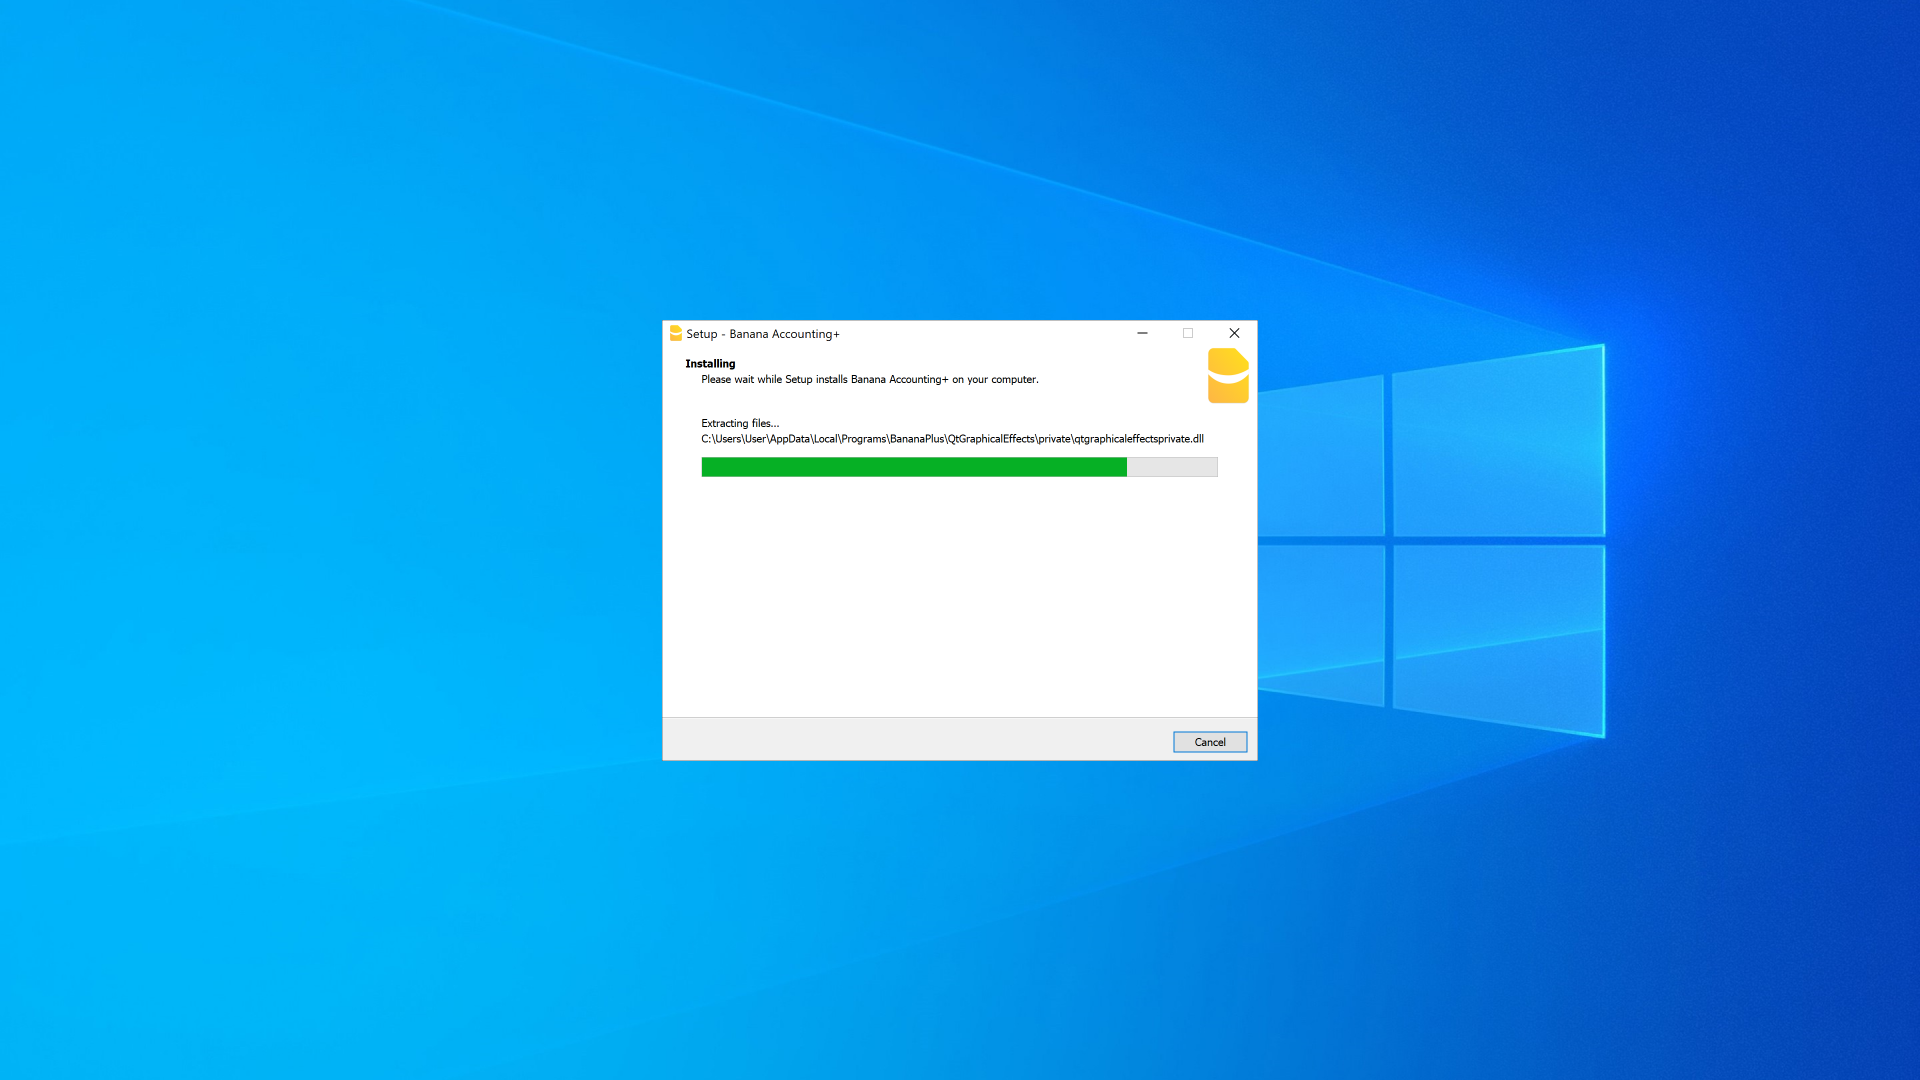 Setup - Banana Accounting+
Installing
Please wait while Setup installs Banana Accounting+ on your computer.
Extracting files...
C:\Users\User\AppData\Local\Programs\BananaPlus\QtGraphicalEffects\private\qtgraphicaleffectsprivate.dll
Cancel